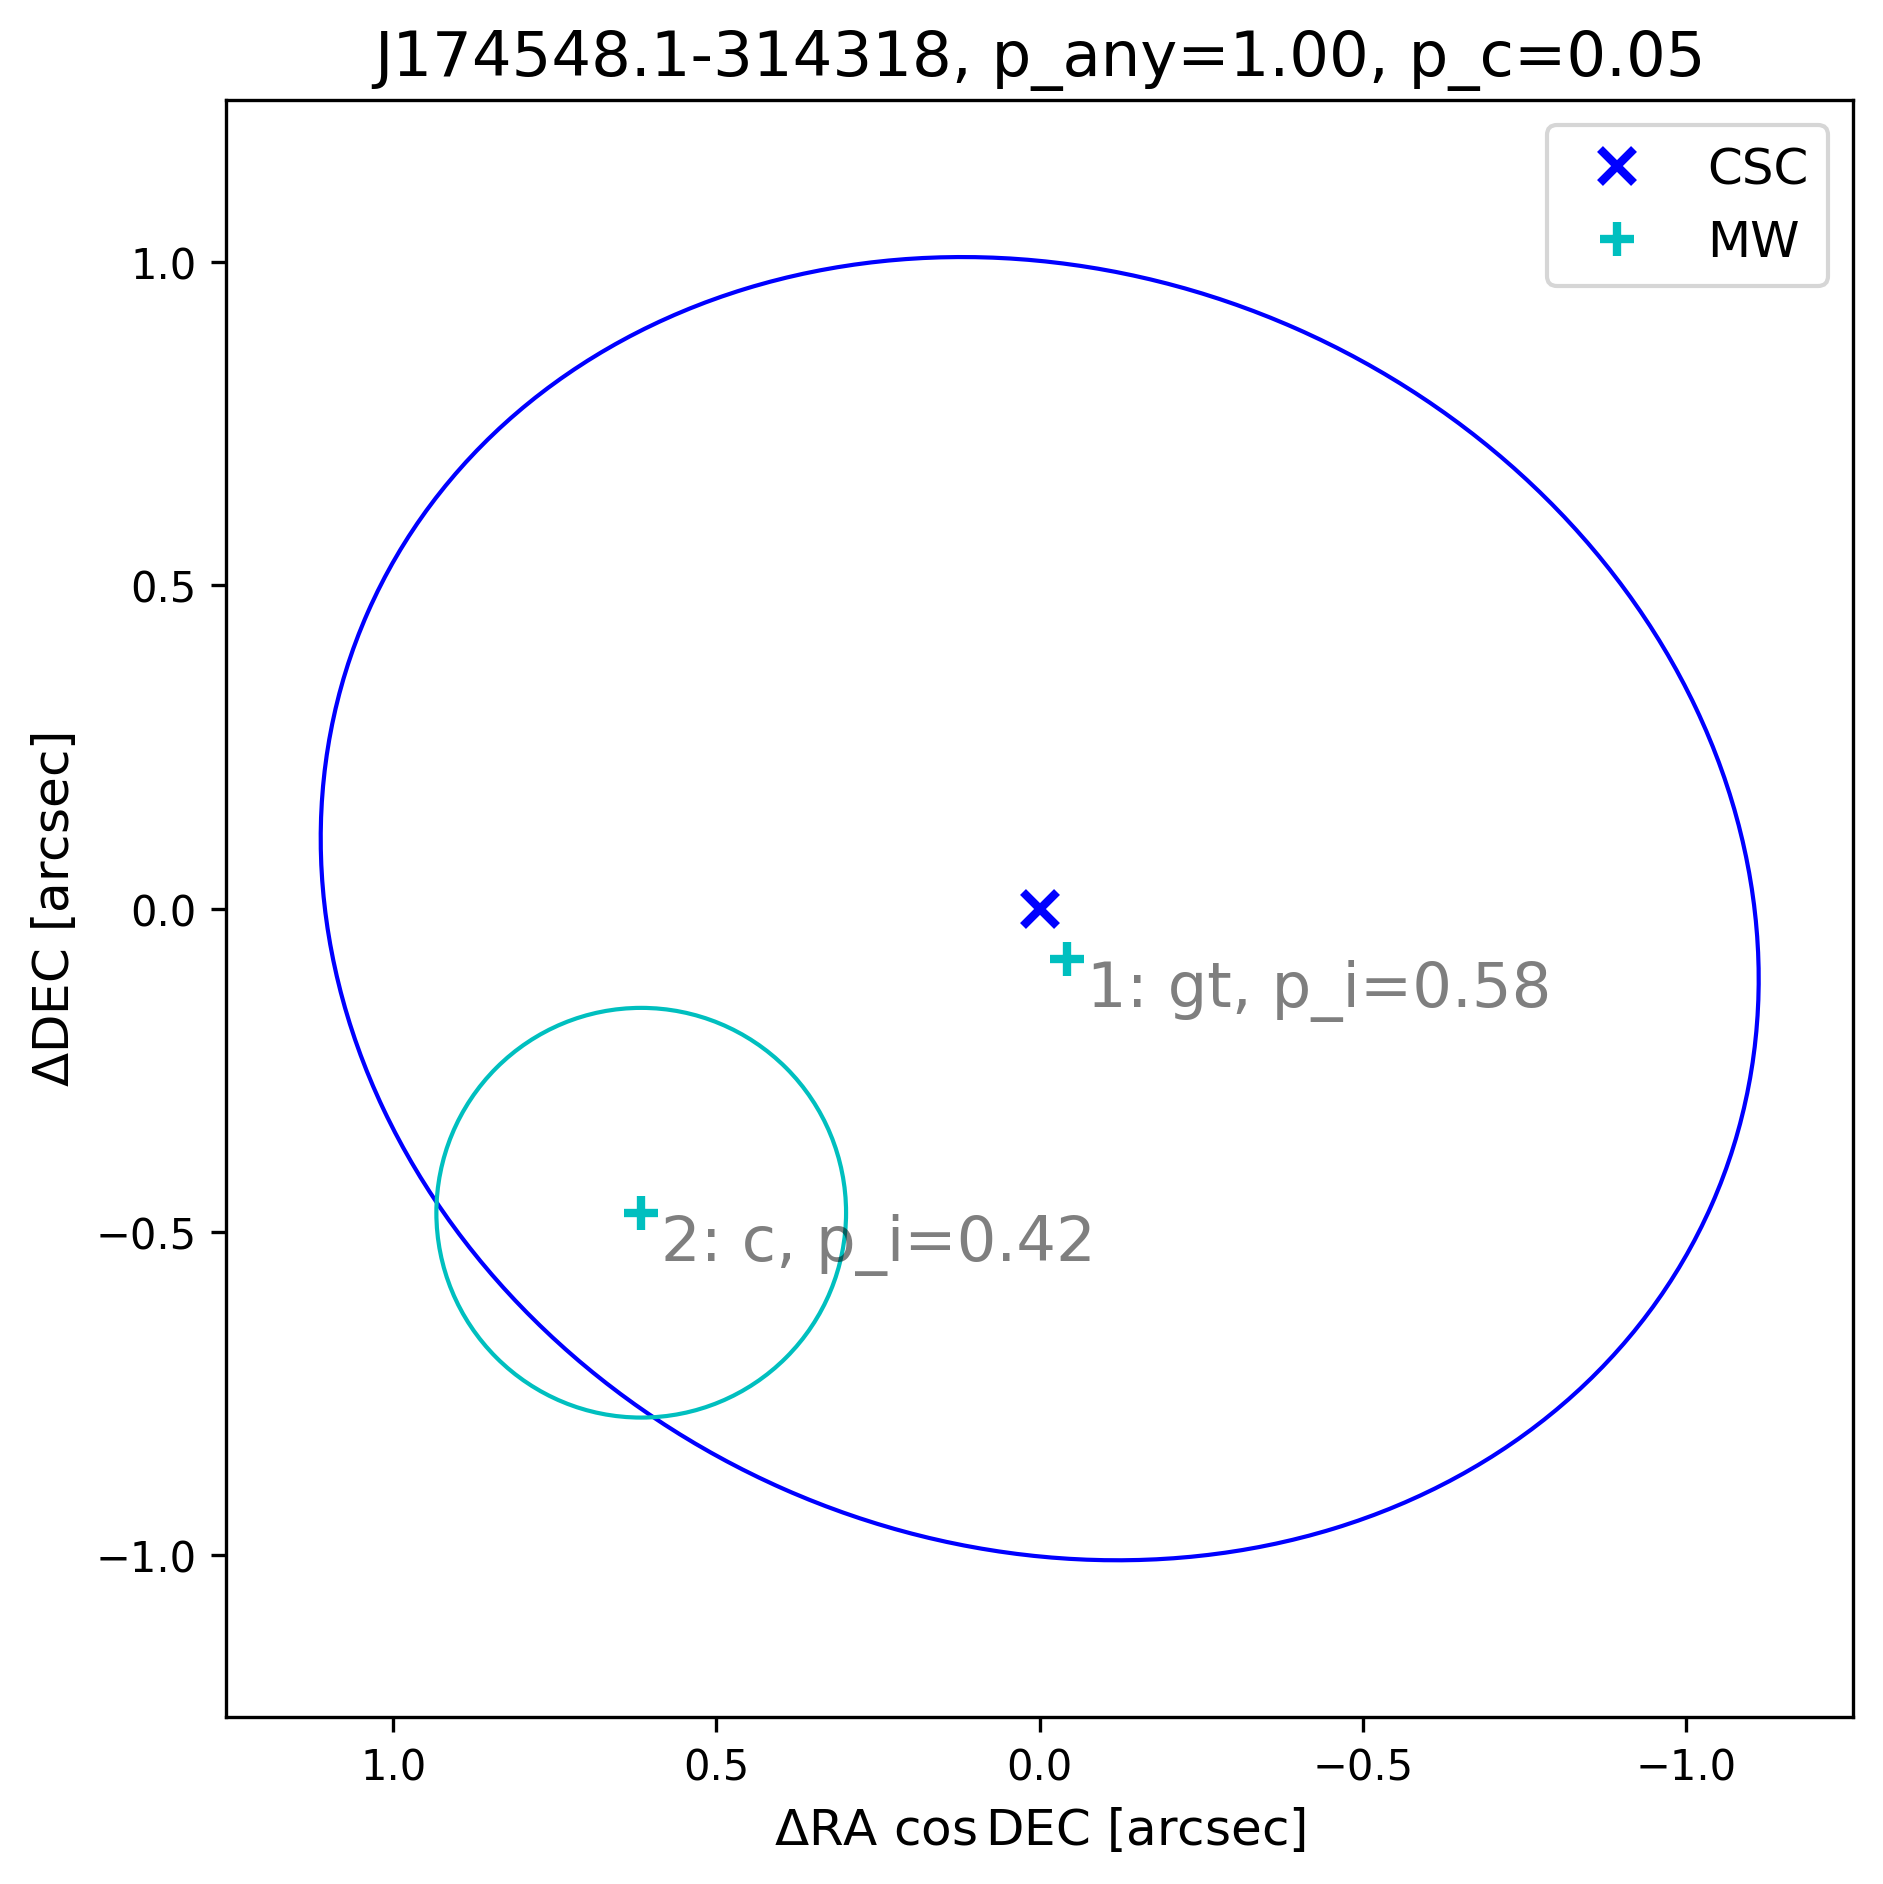 J174548.1-314318, p_any=1.00, p_c=0.05
CSC
MW
1.0
0.5
0.0
−0.5
−1.0
ΔDEC [arcsec]
1: gt, p_i=0.58
2: c, p_i=0.42
1.0 0.5 0.0 −0.5 −1.0
ΔRA cos DEC [arcsec]